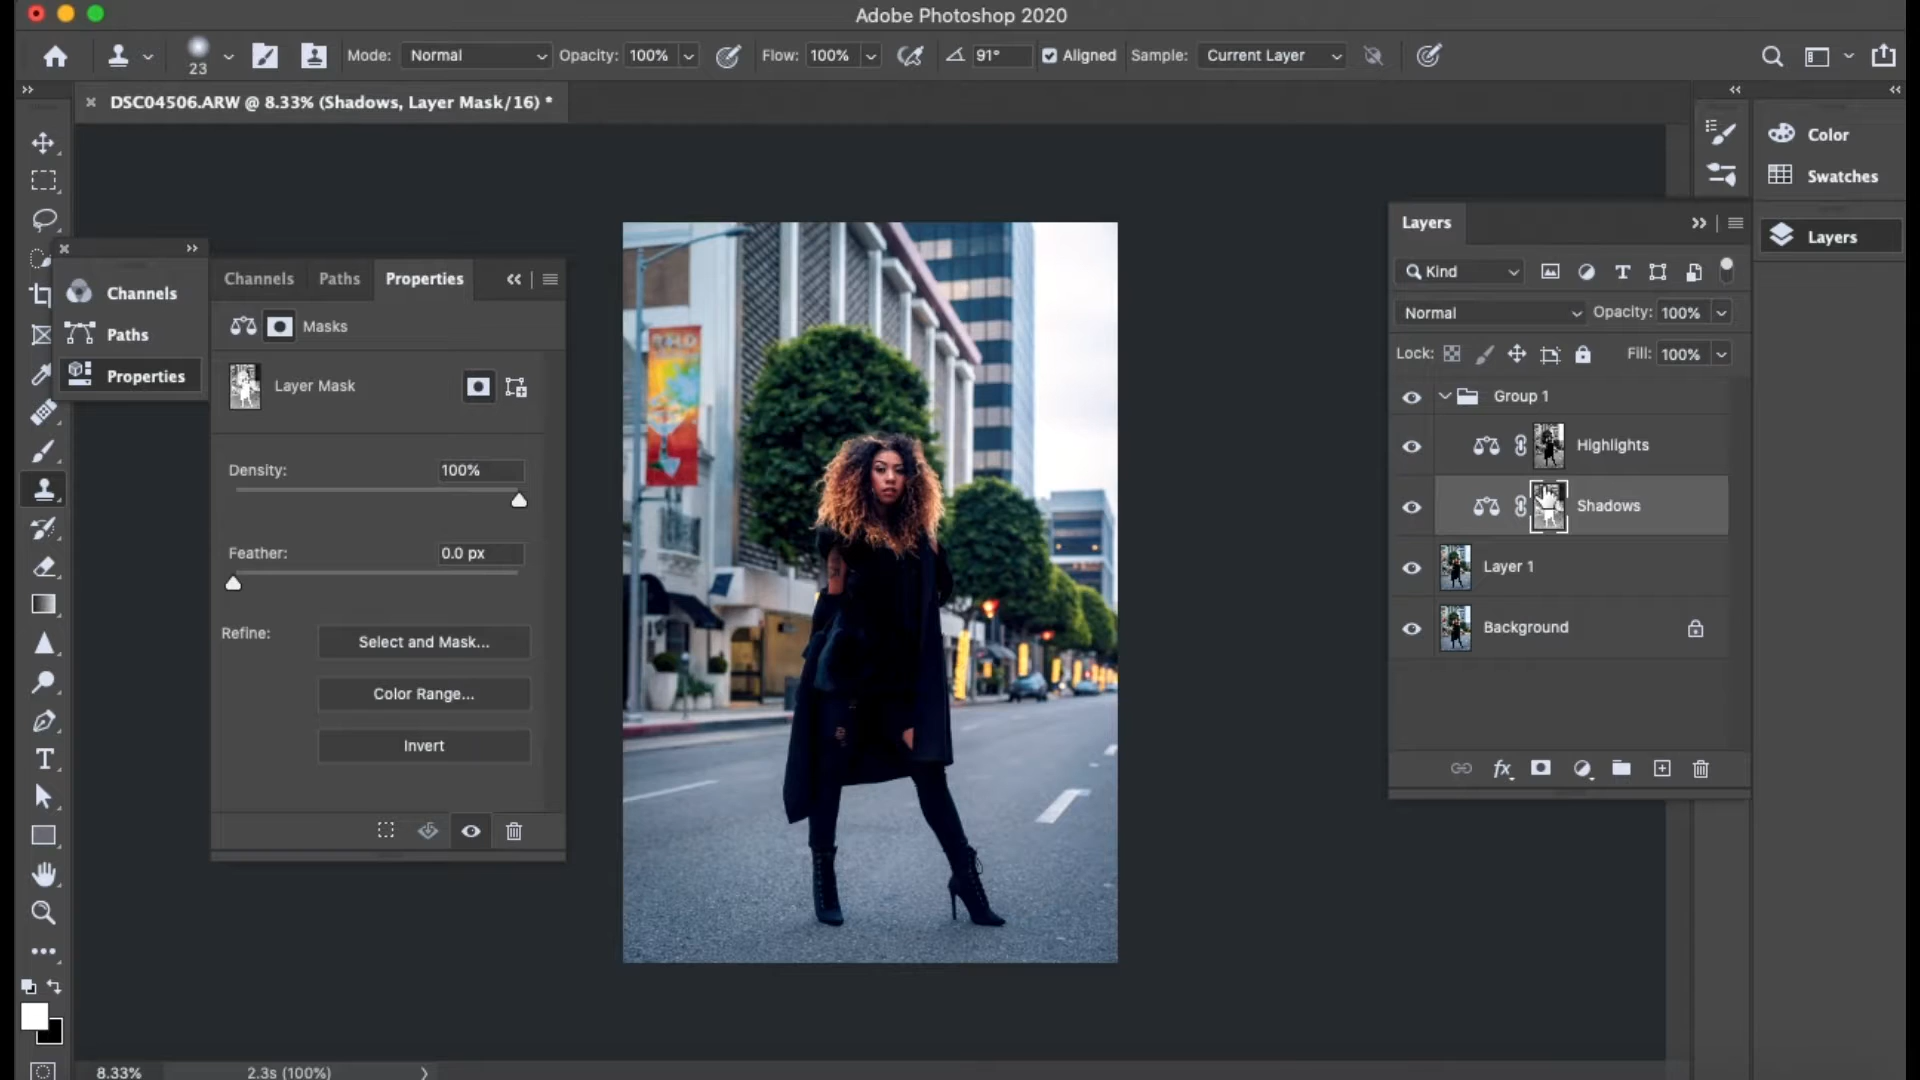 Adobe Photoshop 2020
23
Mode: Normal Opacity: 100% Flow: 100% 91° Aligned Sample: Current Layer
DSC04506.ARW @ 8.33% (Shadows, Layer Mask/16) *
Color
Swatches
Layers
Channels
Paths
Properties
Channels Paths Properties
Masks
Layer Mask
Density: 100%
Feather: 0.0 px
Refine: Select and Mask...
Color Range...
Invert
Layers
Kind
Normal Opacity: 100%
Lock: Fill: 100%
Group 1
Highlights
Shadows
Layer 1
Background
fx
8.33% 2.3s (100%)